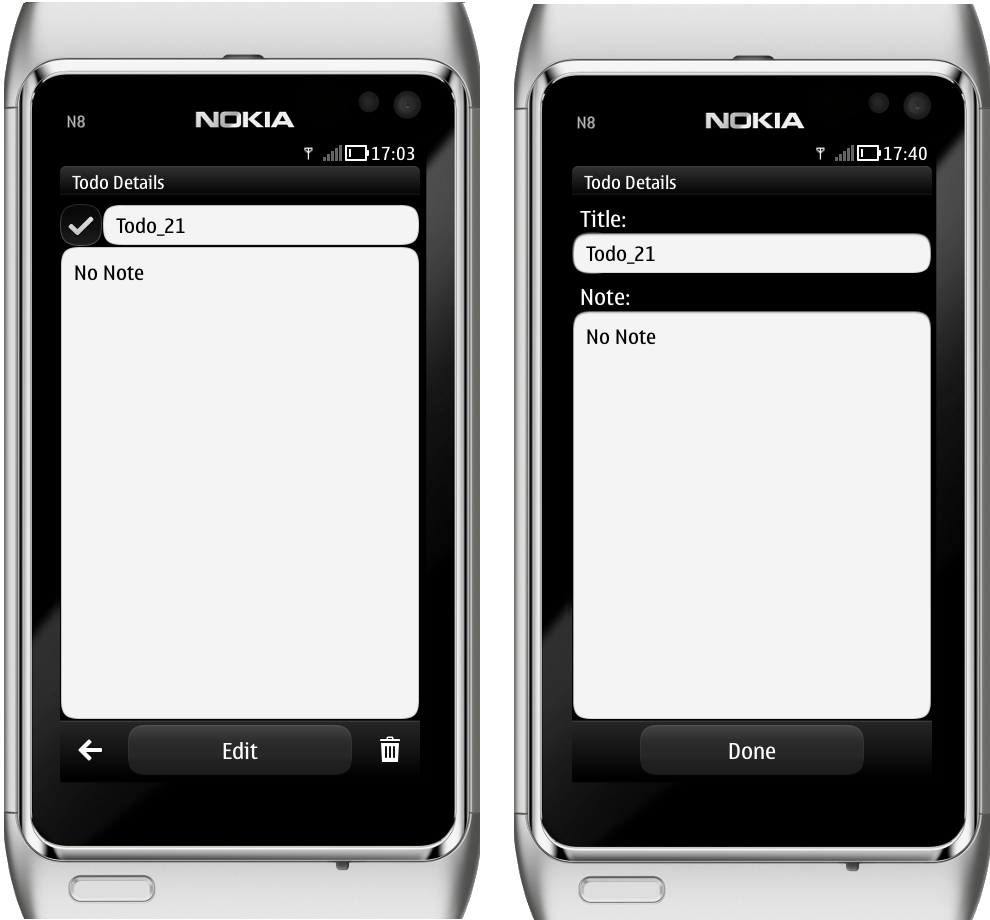 N8
NOKIA
17:03
Todo Details
Todo_21
No Note
Edit
N8
NOKIA
17:40
Todo Details
Title:
Todo_21
Note:
No Note
Done